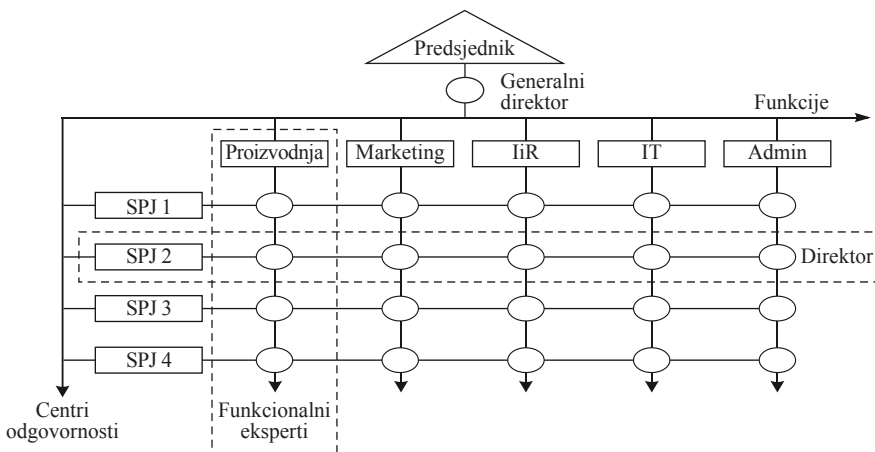 Predsjednik
Generalni
direktor
Funkcije
Proizvodnja
Marketing
IiR
IT
Admin
SPJ 1
SPJ 2
Direktor
SPJ 3
SPJ 4
Centri
odgovornosti
Funkcionalni
eksperti